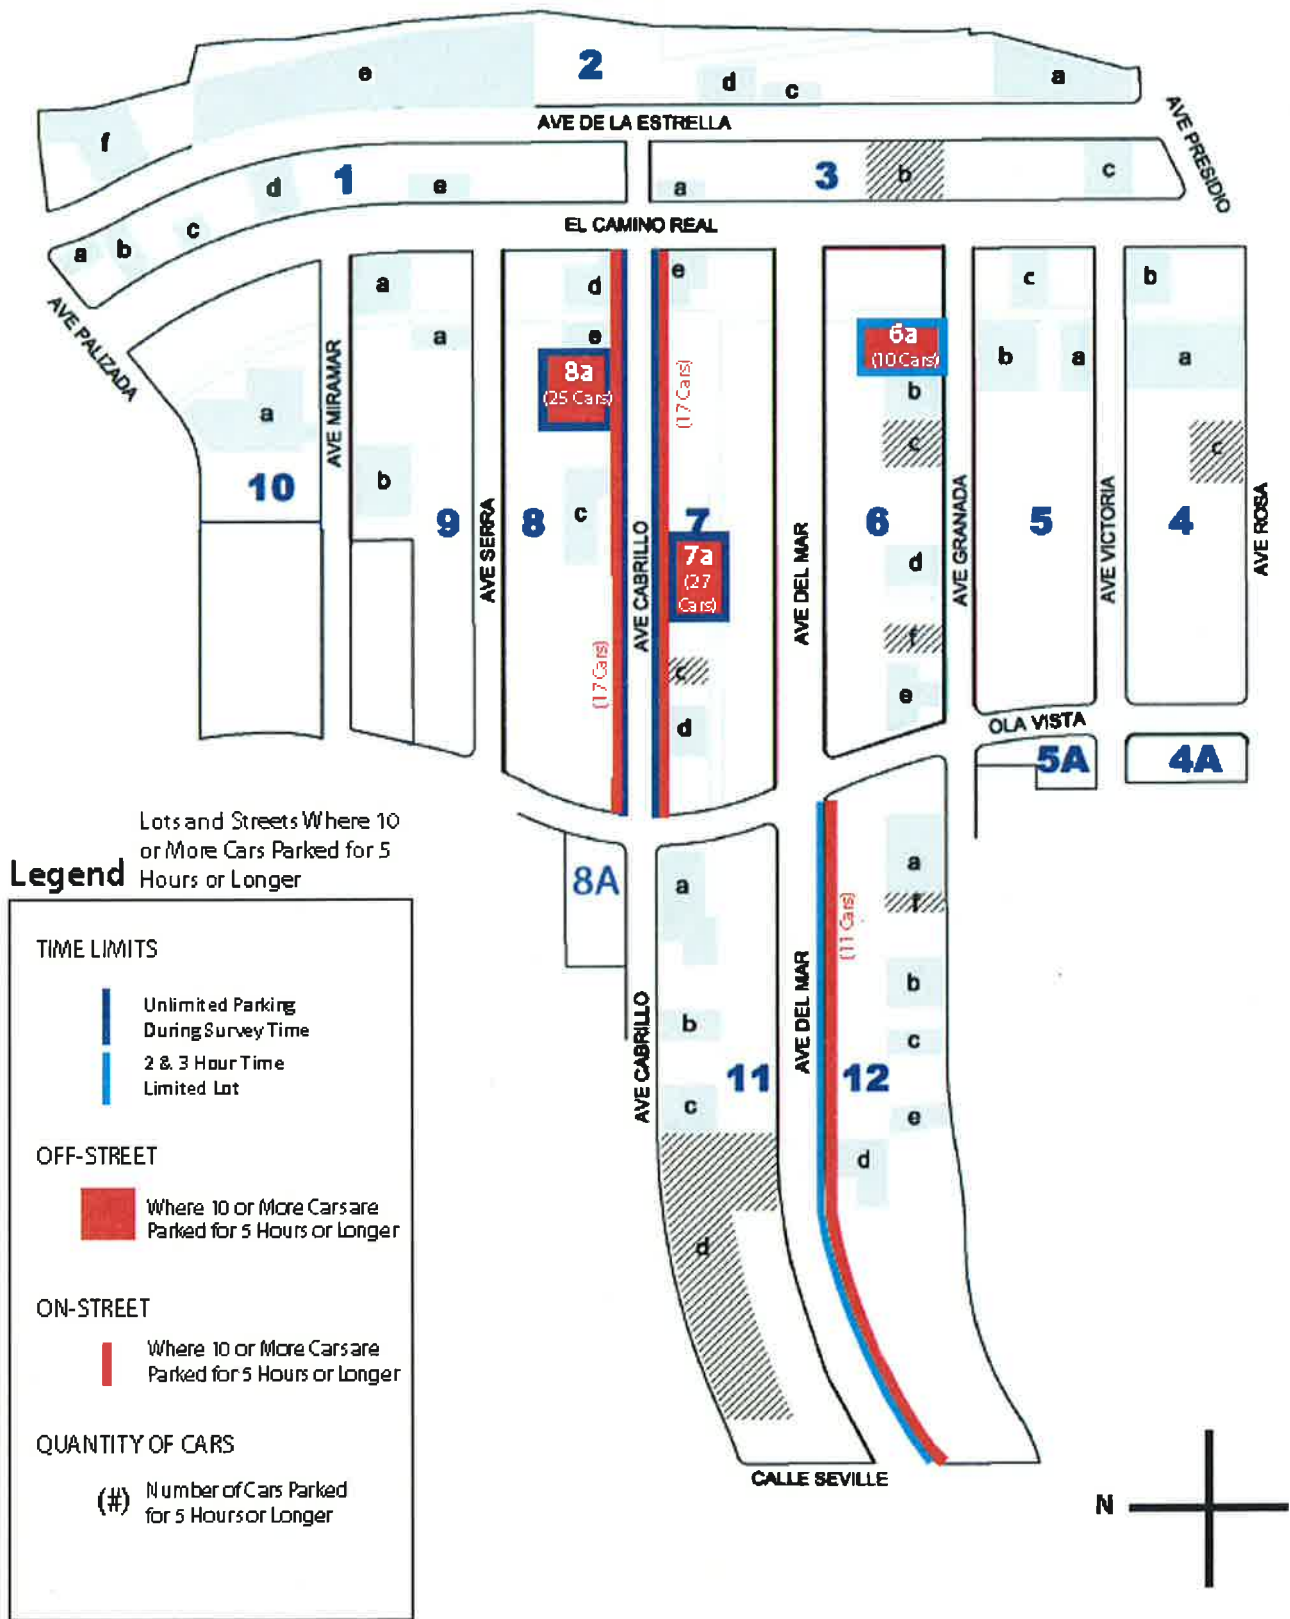 e
2
d
c
a
AVE DE LA ESTRELLA
AVE PRESIDIO
f
1
d
e
a
b
c
3
a
b
c
EL CAMINO REAL
AVE PALIZADA
10
a
AVE MIRAMAR
a
a
b
9
AVE SERRA
d
e
8a
(25 Cars)
c
8
(17 Cars)
AVE CABRILLO
e
(17 Cars)
7
7a
(27
Cars)
c
d
AVE DEL MAR
6a
(10 Cars)
b
c
6
d
f
e
AVE GRANADA
c
b
a
5
AVE VICTORIA
b
a
c
4
AVE ROSA
OLA VISTA
5A
4A
8A
AVE CABRILLO
a
b
11
c
d
AVE DEL MAR
(11 Cars)
a
f
b
c
12
e
d
CALLE SEVILLE
N
Lots and Streets Where 10
or More Cars Parked for 5
Hours or Longer
Legend
TIME LIMITS
Unlimited Parking
During Survey Time
2 & 3 Hour Time
Limited Lot
OFF-STREET
Where 10 or More Cars are
Parked for 5 Hours or Longer
ON-STREET
Where 10 or More Cars are
Parked for 5 Hours or Longer
QUANTITY OF CARS
(#)
Number of Cars Parked
for 5 Hours or Longer